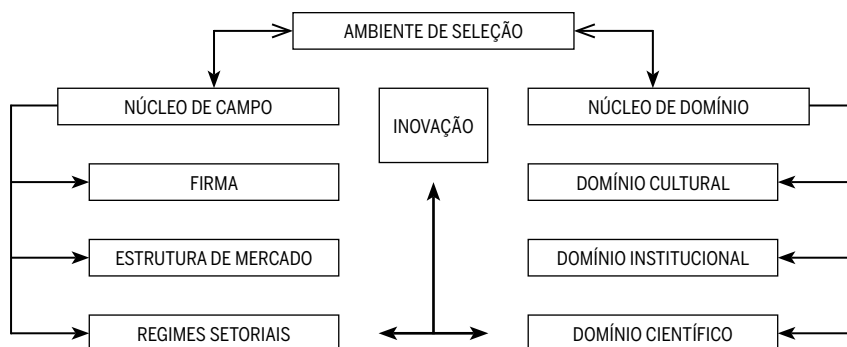 AMBIENTE DE SELEÇÃO
NÚCLEO DE CAMPO
INOVAÇÃO
NÚCLEO DE DOMÍNIO
FIRMA
DOMÍNIO CULTURAL
ESTRUTURA DE MERCADO
DOMÍNIO INSTITUCIONAL
REGIMES SETORIAIS
DOMÍNIO CIENTÍFICO